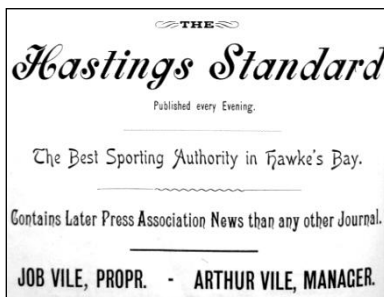 THE
Hastings Standard
Published every Evening.
The Best Sporting Authority in Hawke's Bay.
Contains Later Press Association News than any other Journal.
JOB VILE, PROPR. - ARTHUR VILE, MANAGER.